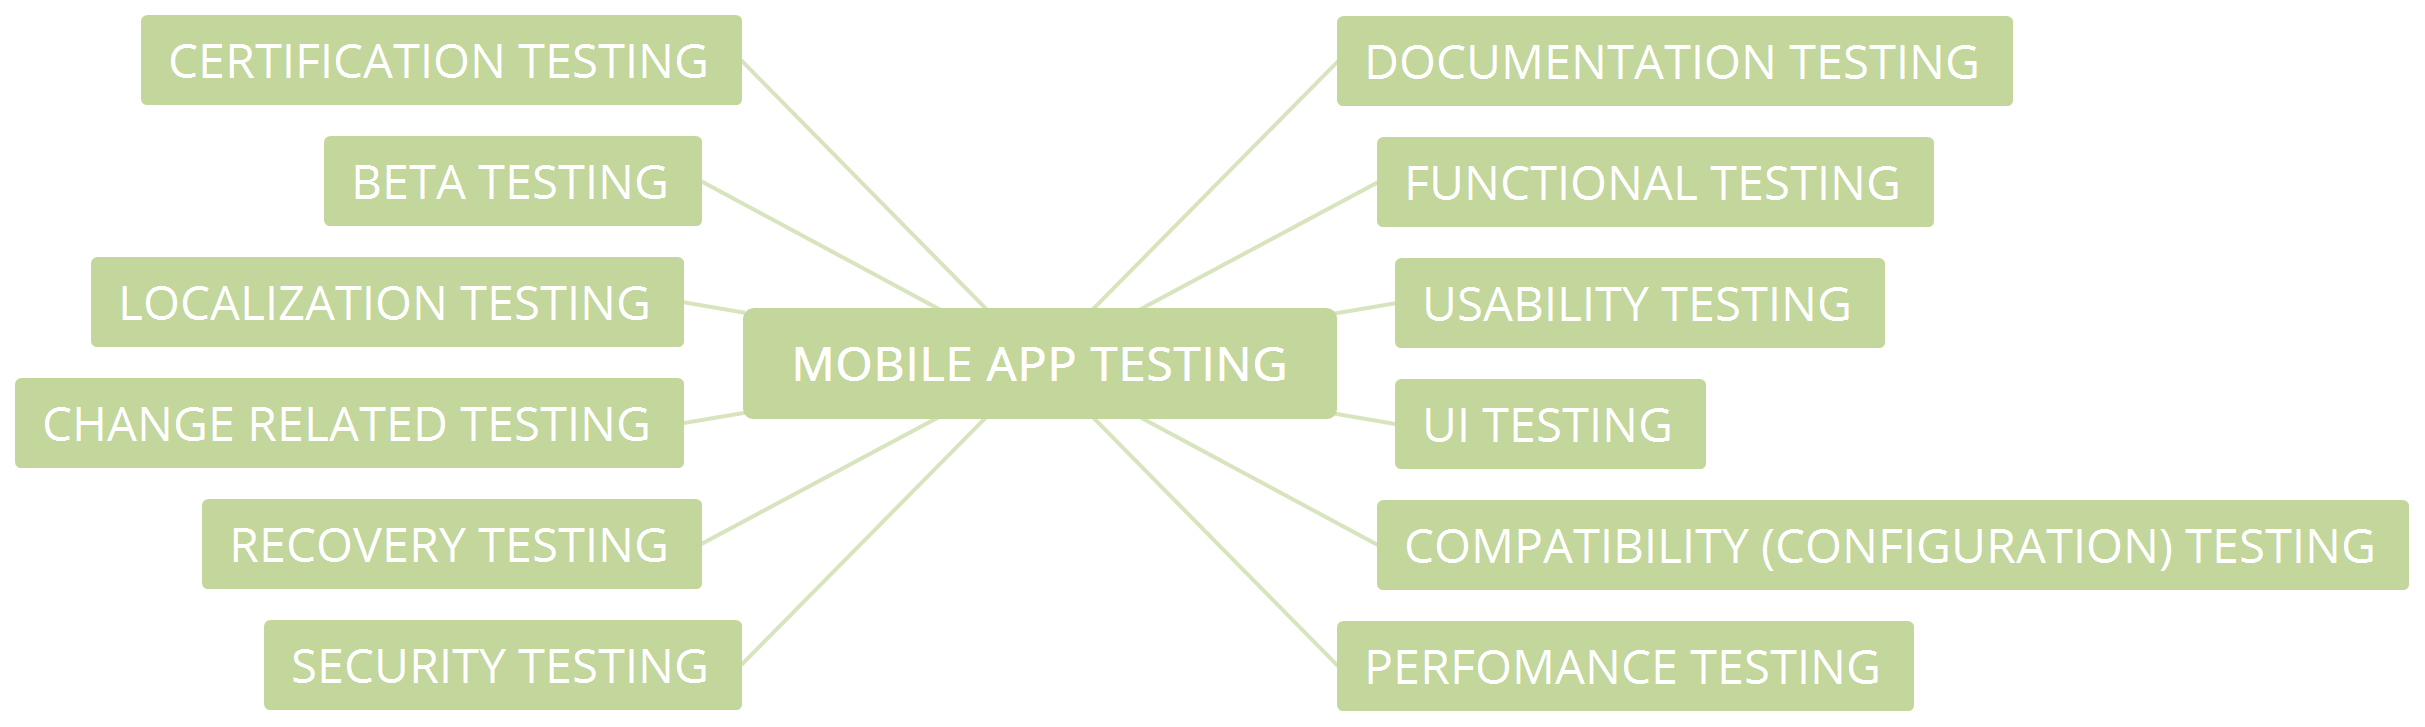 CERTIFICATION TESTING
BETA TESTING
LOCALIZATION TESTING
CHANGE RELATED TESTING
RECOVERY TESTING
SECURITY TESTING
MOBILE APP TESTING
DOCUMENTATION TESTING
FUNCTIONAL TESTING
USABILITY TESTING
UI TESTING
COMPATIBILITY (CONFIGURATION) TESTING
PERFOMANCE TESTING